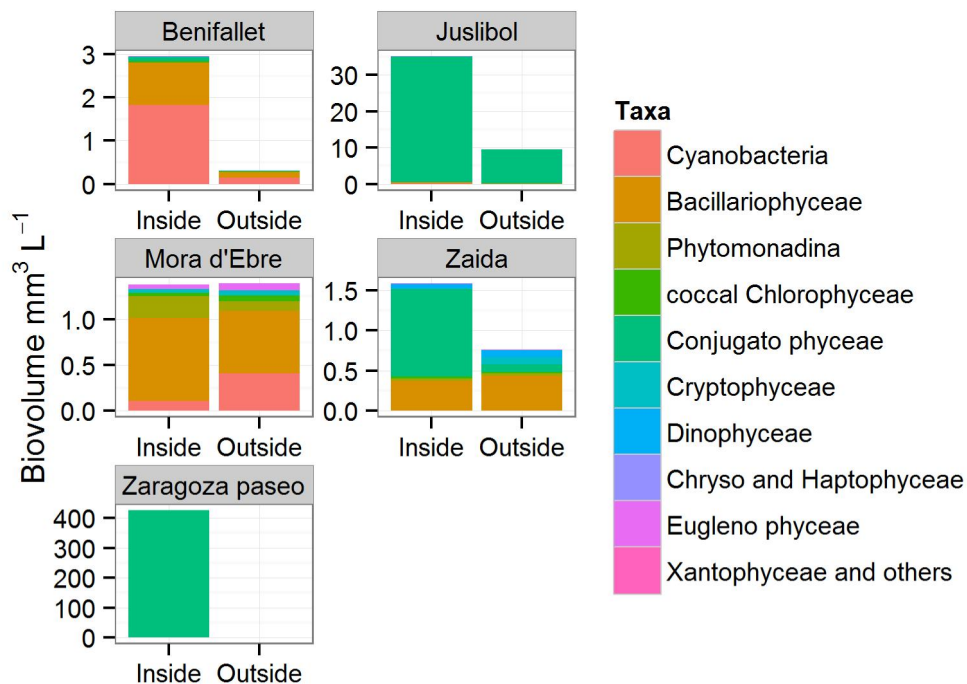 Benifallet
Juslibol
3
2
1
0
30
20
10
0
Inside Outside
Inside Outside
Mora d'Ebre
Zaida
1.0
0.5
0.0
1.5
1.0
0.5
0.0
Inside Outside
Inside Outside
Zaragoza paseo
400
300
200
100
0
Inside Outside
Biovolume mm³ L⁻¹
Taxa
Cyanobacteria
Bacillariophyceae
Phytomonadina
coccal Chlorophyceae
Conjugato phyceae
Cryptophyceae
Dinophyceae
Chryso and Haptophyceae
Eugleno phyceae
Xantophyceae and others